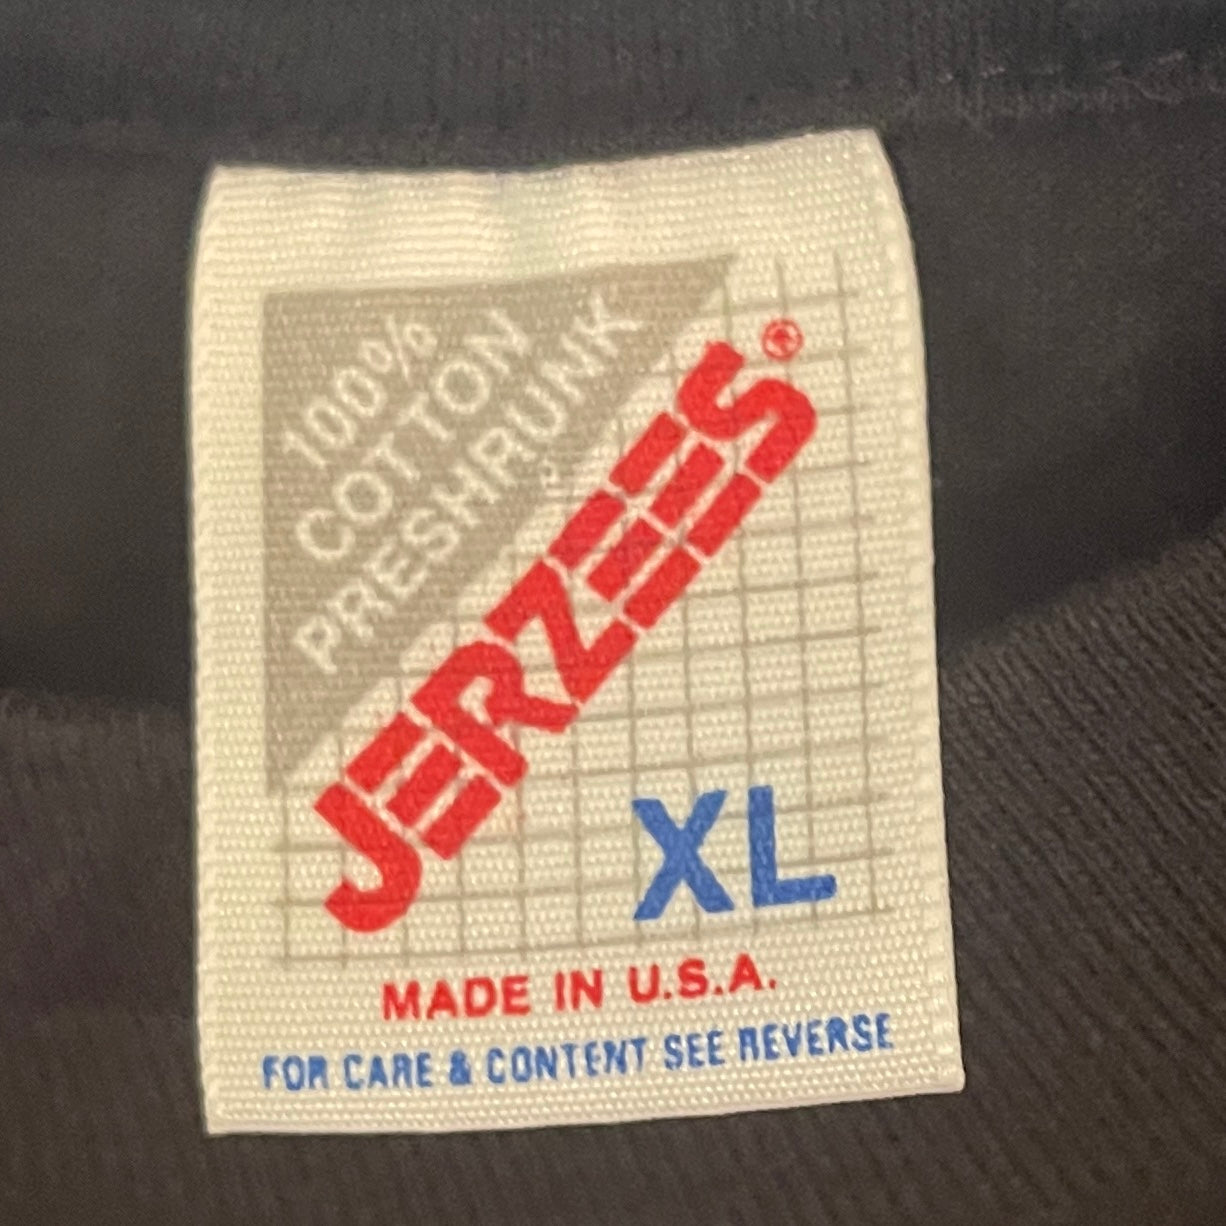 100%
COTTON
PRESHRUNK
JERZEES®
XL
MADE IN U.S.A.
FOR CARE & CONTENT SEE REVERSE